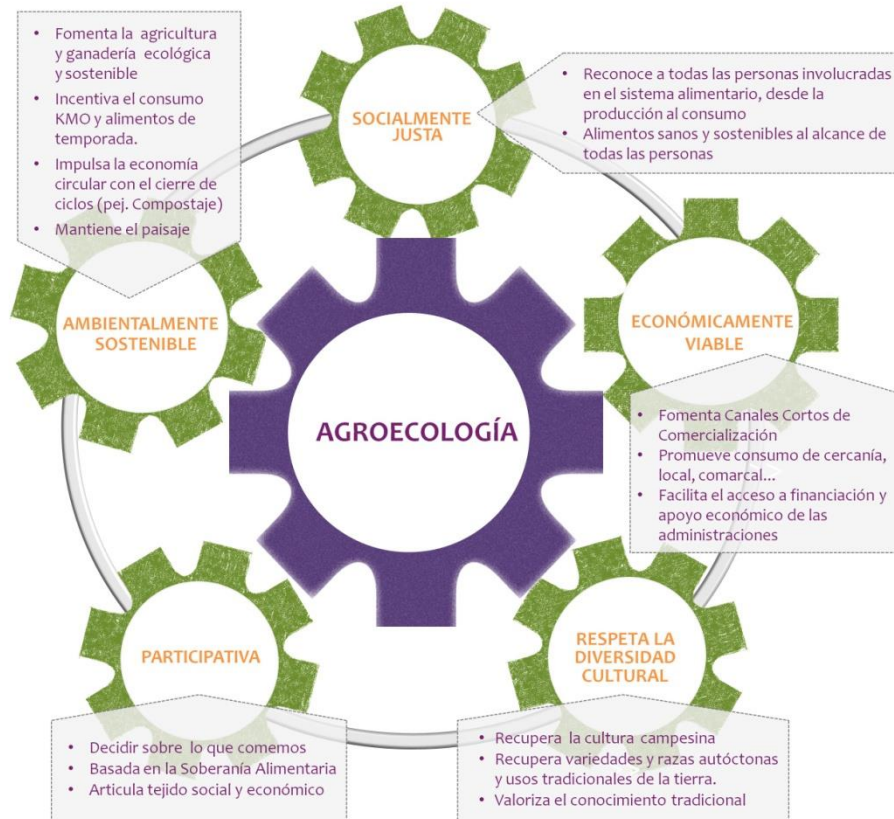 • Fomenta la agricultura
y ganadería ecológica
y sostenible
• Incentiva el consumo
KMO y alimentos de
temporada.
• Impulsa la economía
circular con el cierre de
ciclos (pej. Compostaje)
• Mantiene el paisaje
SOCIALMENTE
JUSTA
• Reconoce a todas las personas involucradas
en el sistema alimentario, desde la
producción al consumo
• Alimentos sanos y sostenibles al alcance de
todas las personas
AMBIENTALMENTE
SOSTENIBLE
ECONÓMICAMENTE
VIABLE
AGROECOLOGÍA
• Fomenta Canales Cortos de
Comercialización
• Promueve consumo de cercanía,
local, comarcal...
• Facilita el acceso a financiación y
apoyo económico de las
administraciones
PARTICIPATIVA
RESPETA LA
DIVERSIDAD
CULTURAL
• Decidir sobre lo que comemos
• Basada en la Soberanía Alimentaria
• Articula tejido social y económico
• Recupera la cultura campesina
• Recupera variedades y razas autóctonas
y usos tradicionales de la tierra.
• Valoriza el conocimiento tradicional